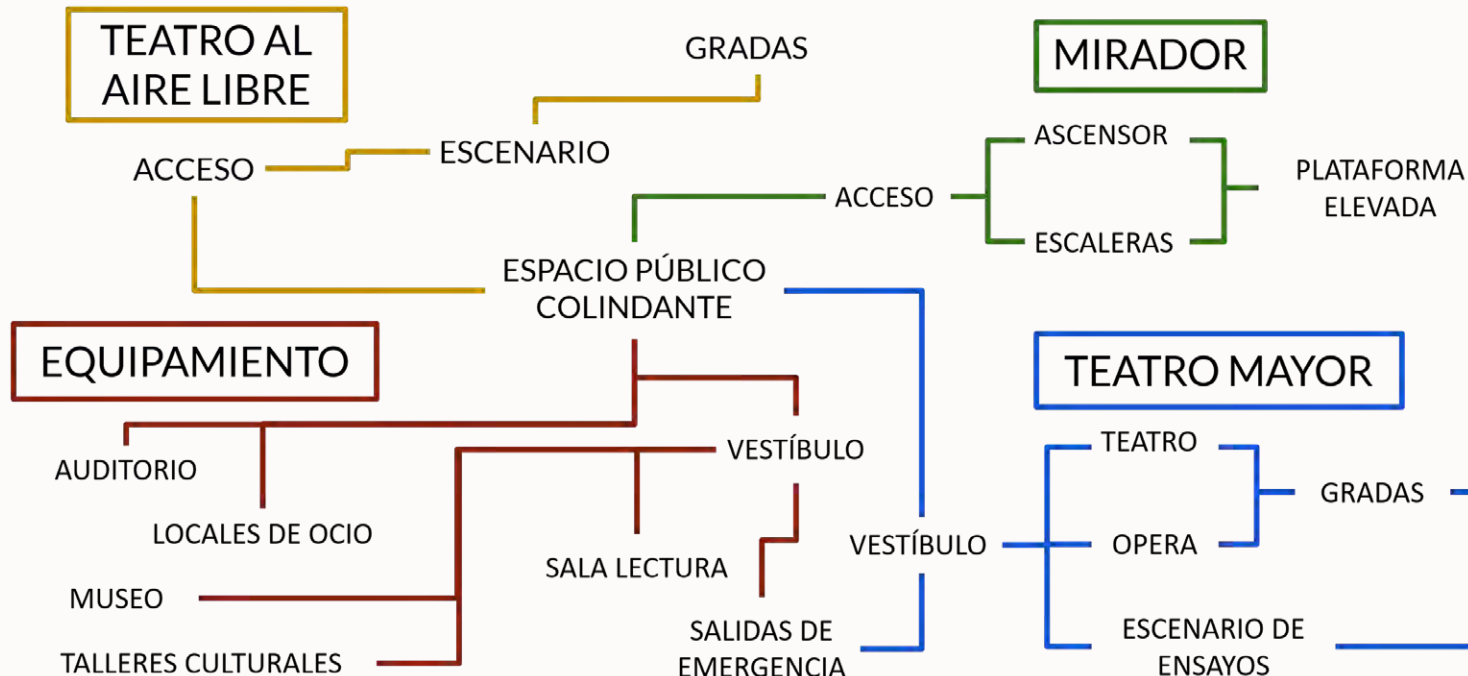 TEATRO AL
AIRE LIBRE
GRADAS
MIRADOR
ACCESO
ESCENARIO
ASCENSOR
ACCESO
PLATAFORMA
ELEVADA
ESCALERAS
ESPACIO PÚBLICO
COLINDANTE
EQUIPAMIENTO
TEATRO MAYOR
AUDITORIO
VESTÍBULO
TEATRO
GRADAS
LOCALES DE OCIO
SALA LECTURA
VESTÍBULO
OPERA
MUSEO
SALIDAS DE
EMERGENCIA
ESCENARIO DE
ENSAYOS
TALLERES CULTURALES